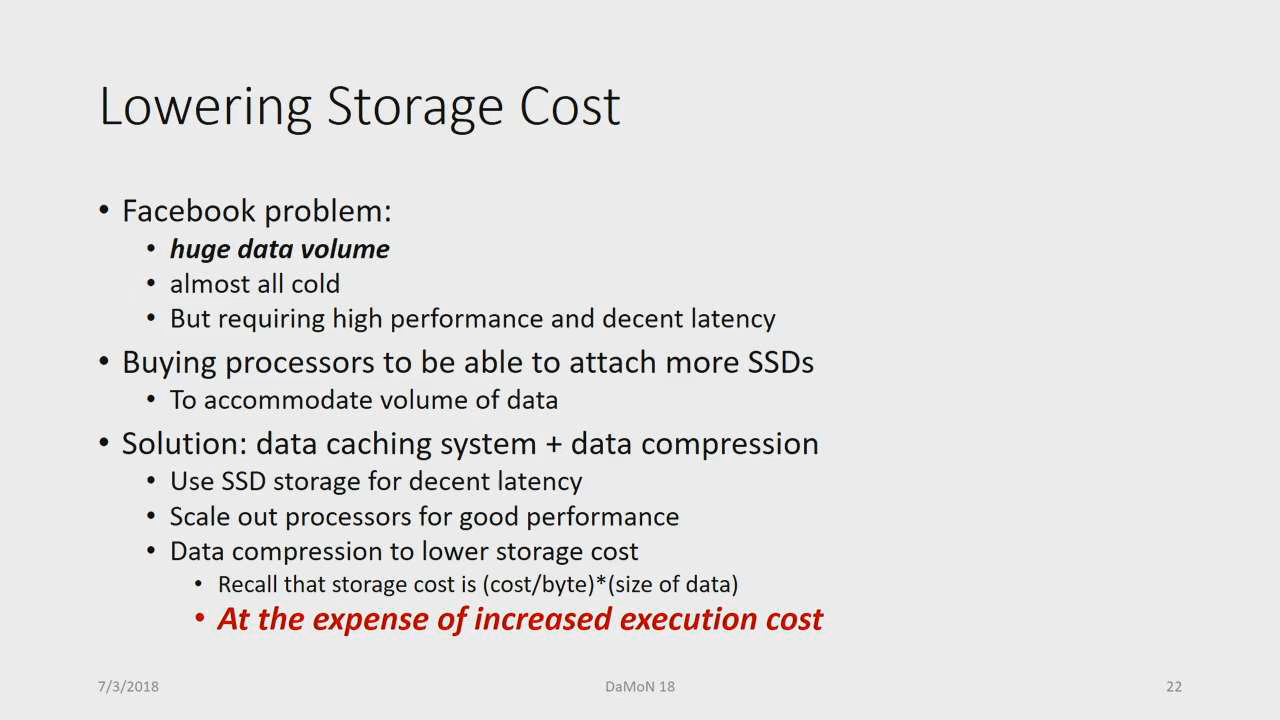 Lowering Storage Cost
• Facebook problem:
• huge data volume
• almost all cold
• But requiring high performance and decent latency
• Buying processors to be able to attach more SSDs
• To accommodate volume of data
• Solution: data caching system + data compression
• Use SSD storage for decent latency
• Scale out processors for good performance
• Data compression to lower storage cost
• Recall that storage cost is (cost/byte)*(size of data)
• At the expense of increased execution cost
7/3/2018
DaMoN 18
22